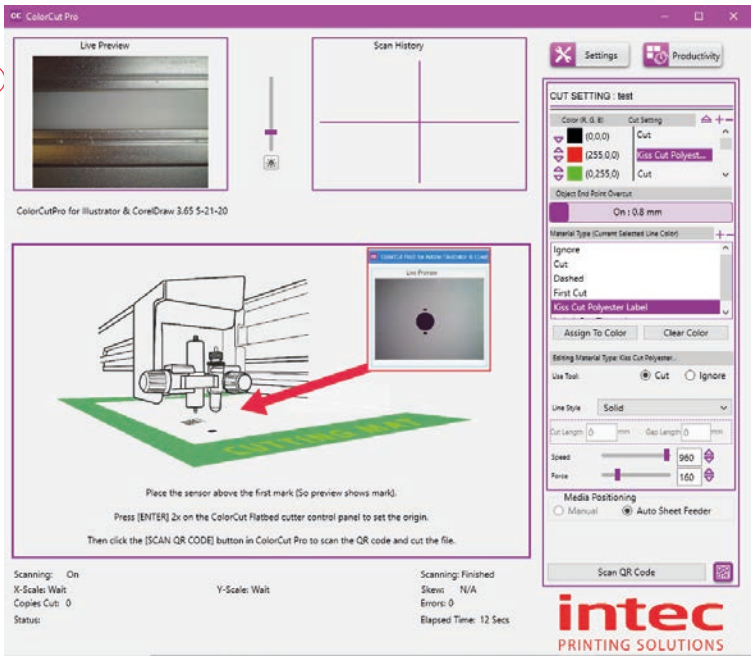 CC ColorCut Pro
Live Preview
Scan History
Settings
Productivity
CUT SETTING : test
Color (R, G, B) Cut Setting
(0,0,0) Cut
(255,0,0) Kiss Cut Polyest...
(0,255,0) Cut
Object End Point Overcut
On : 0.8 mm
ColorCutPro for Illustrator & CorelDraw 3.65 5-21-20
Material Type (Current Selected Line Color)
Ignore
Cut
Dashed
First Cut
Kiss Cut Polyester Label
Assign To Color Clear Color
Editing Material Type: Kiss Cut Polyester...
Use Tool: Cut Ignore
Line Style Solid
Cut Length 0 mm Gap Length 0 mm
Speed 960
Force 160
Media Positioning
Manual Auto Sheet Feeder
Scan QR Code
Live Preview
CUTTING MAT
Place the sensor above the first mark (So preview shows mark).
Press [ENTER] 2x on the ColorCut Flatbed cutter control panel to set the origin.
Then click the [SCAN QR CODE] button in ColorCut Pro to scan the QR code and cut the file.
Scanning: On
X-Scale: Wait
Y-Scale: Wait
Copies Cut: 0
Status:
Scanning: Finished
Skew: N/A
Errors: 0
Elapsed Time: 12 Secs
intec
PRINTING SOLUTIONS